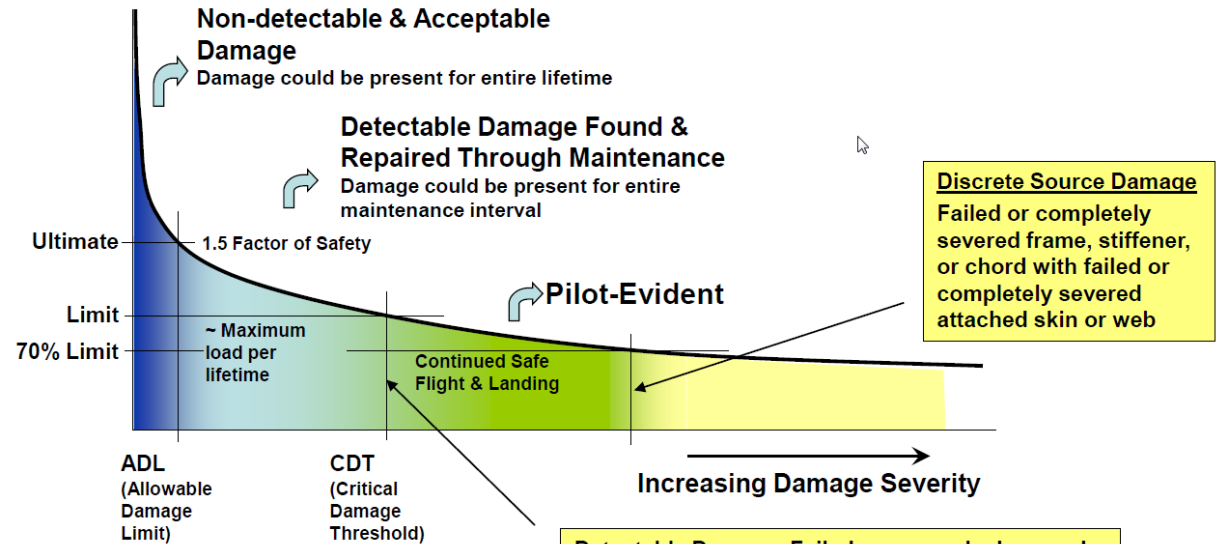 Non-detectable & Acceptable
Damage
Damage could be present for entire lifetime
Detectable Damage Found &
Repaired Through Maintenance
Damage could be present for entire
maintenance interval
Discrete Source Damage
Failed or completely
severed frame, stiffener,
or chord with failed or
completely severed
attached skin or web
Ultimate
1.5 Factor of Safety
Pilot-Evident
Limit
~ Maximum
load per
lifetime
70% Limit
Continued Safe
Flight & Landing
ADL
(Allowable
Damage
Limit)
CDT
(Critical
Damage
Threshold)
Increasing Damage Severity